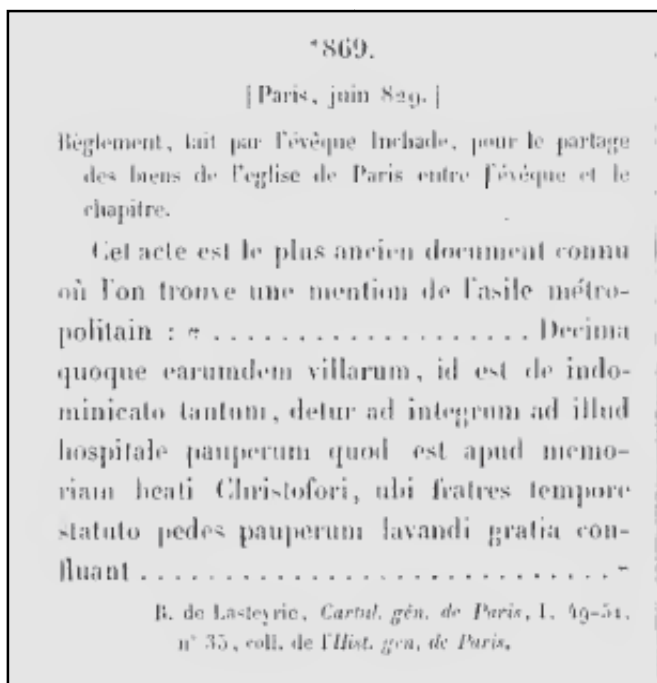 *869.
[Paris, juin 829.]
Règlement, fait par l'évêque Inchade, pour le partage
des biens de l'eglise de Paris entre l'évêque et le
chapitre.
Cet acte est le plus ancien document connu
où l'on trouve une mention de l'asile métro-
politain : « . . . . . . . . . . . . . . . . . . . Decima
quoque earumdem villarum, id est de indo-
minicato tantum, detur ad integrum ad illud
hospitale pauperum quod est apud memo-
riam beati Christofori, ubi fratres tempore
statuto pedes pauperum lavandi gratia con-
fluant . . . . . . . . . . . . . . . . . . . . . . . . . . . . »
R. de Lasteyrie, Cartul. gén. de Paris, I, 49-51,
n° 35, coll. de l'Hist. gén. de Paris.